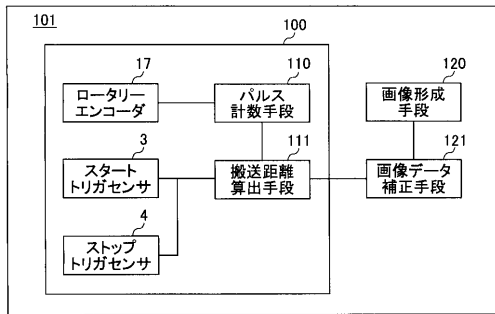 101
100
17
ロータリー
エンコーダ
110
パルス
計数手段
120
画像形成
手段
3
スタート
トリガセンサ
111
搬送距離
算出手段
121
画像データ
補正手段
4
ストップ
トリガセンサ